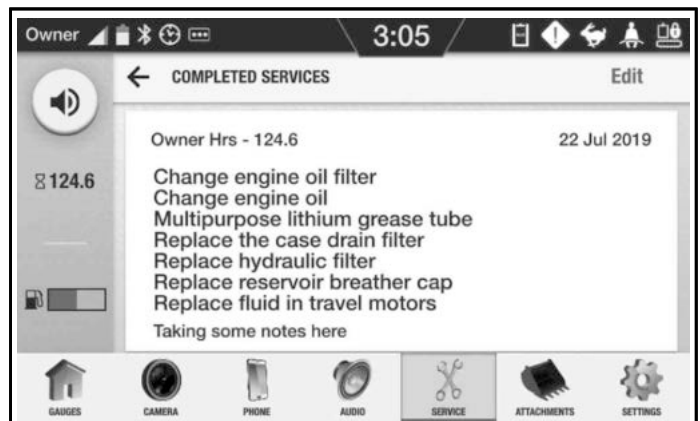 Owner 3:05
COMPLETED SERVICES Edit
Owner Hrs - 124.6 22 Jul 2019
124.6
Change engine oil filter
Change engine oil
Multipurpose lithium grease tube
Replace the case drain filter
Replace hydraulic filter
Replace reservoir breather cap
Replace fluid in travel motors
Taking some notes here
GAUGES CAMERA PHONE AUDIO SERVICE ATTACHMENTS SETTINGS